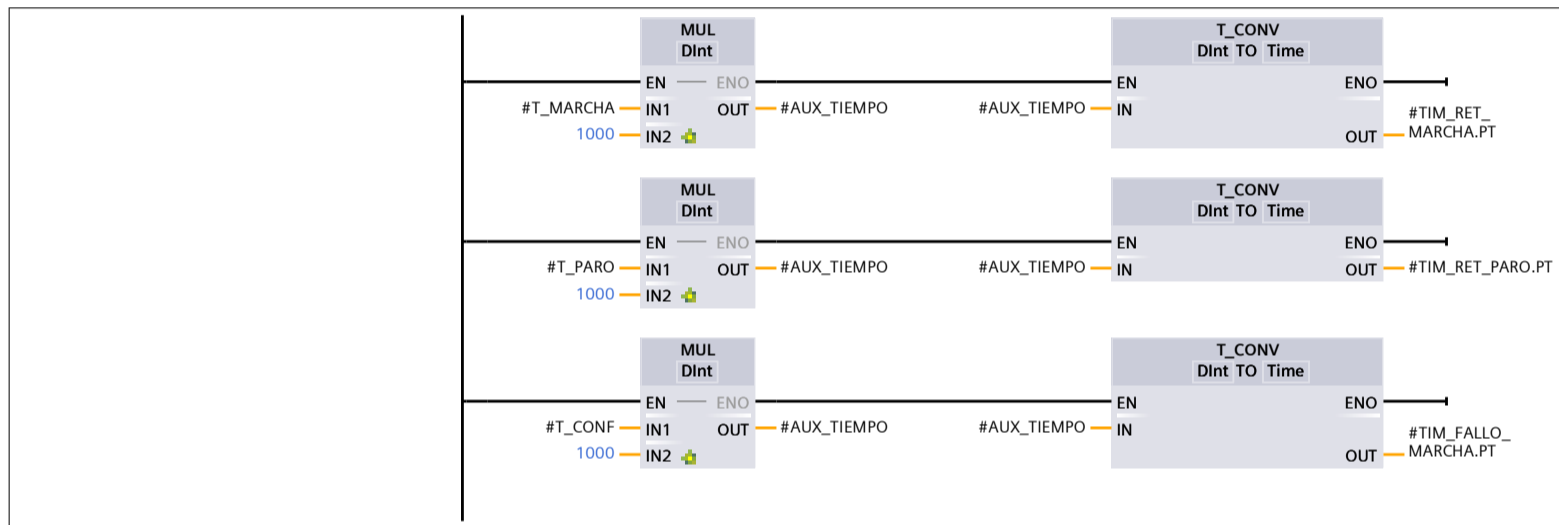 MUL
DInt
EN ENO
#T_MARCHA IN1 OUT #AUX_TIEMPO
1000 IN2
T_CONV
DInt TO Time
EN ENO
#AUX_TIEMPO IN
OUT #TIM_RET_
MARCHA.PT
MUL
DInt
EN ENO
#T_PARO IN1 OUT #AUX_TIEMPO
1000 IN2
T_CONV
DInt TO Time
EN ENO
#AUX_TIEMPO IN OUT #TIM_RET_PARO.PT
MUL
DInt
EN ENO
#T_CONF IN1 OUT #AUX_TIEMPO
1000 IN2
T_CONV
DInt TO Time
EN ENO
#AUX_TIEMPO IN
OUT #TIM_FALLO_
MARCHA.PT